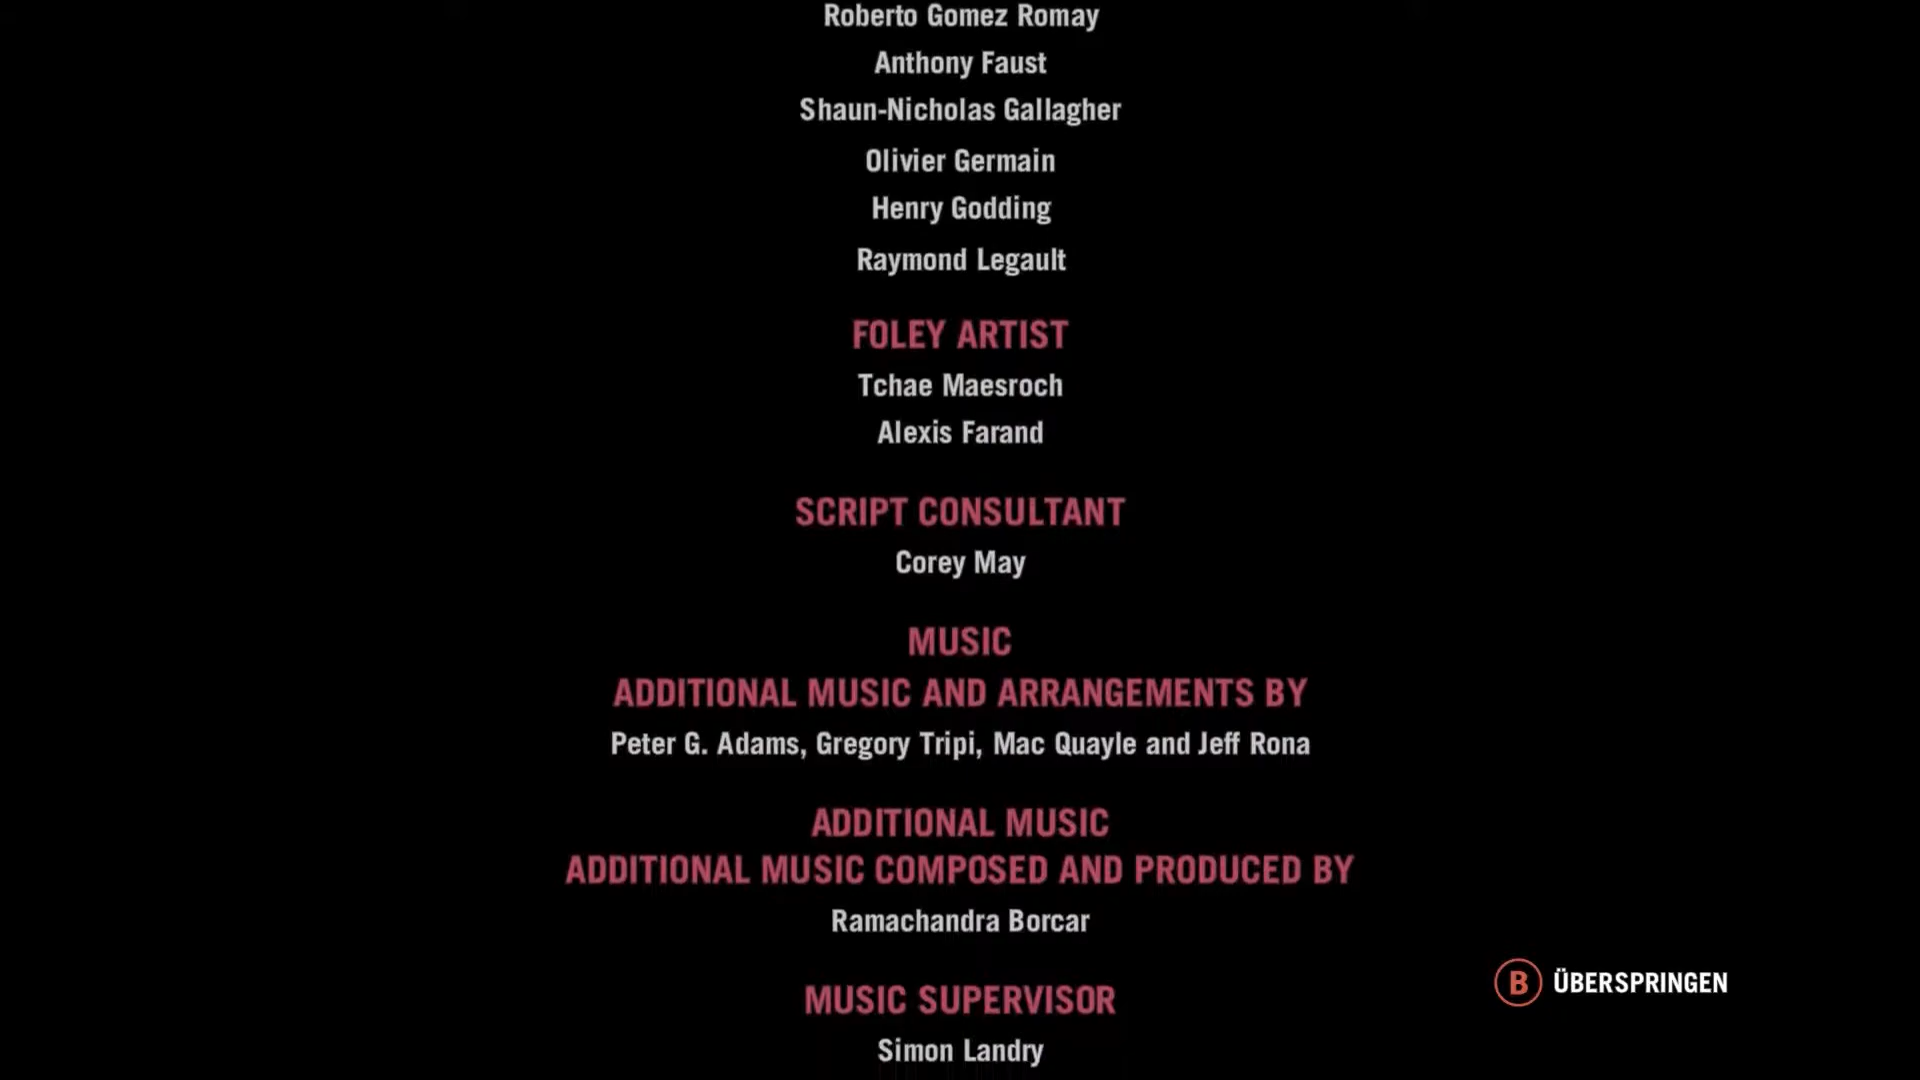 Roberto Gomez Romay
Anthony Faust
Shaun-Nicholas Gallagher
Olivier Germain
Henry Godding
Raymond Legault
FOLEY ARTIST
Tchae Maesroch
Alexis Farand
SCRIPT CONSULTANT
Corey May
MUSIC
ADDITIONAL MUSIC AND ARRANGEMENTS BY
Peter G. Adams, Gregory Tripi, Mac Quayle and Jeff Rona
ADDITIONAL MUSIC
ADDITIONAL MUSIC COMPOSED AND PRODUCED BY
Ramachandra Borcar
B ÜBERSPRINGEN
MUSIC SUPERVISOR
Simon Landry